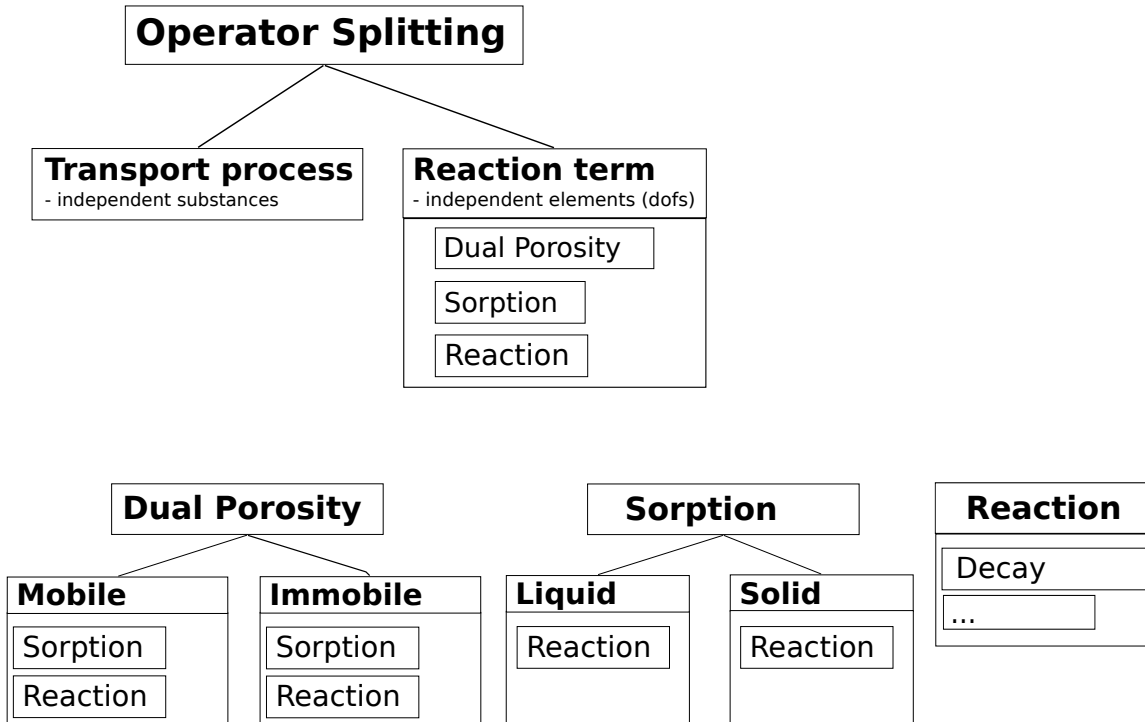 Operator Splitting
Transport process
- independent substances
Reaction term
- independent elements (dofs)
Dual Porosity
Sorption
Reaction
Dual Porosity
Mobile
Sorption
Reaction
Immobile
Sorption
Reaction
Sorption
Liquid
Reaction
Solid
Reaction
Reaction
Decay
...